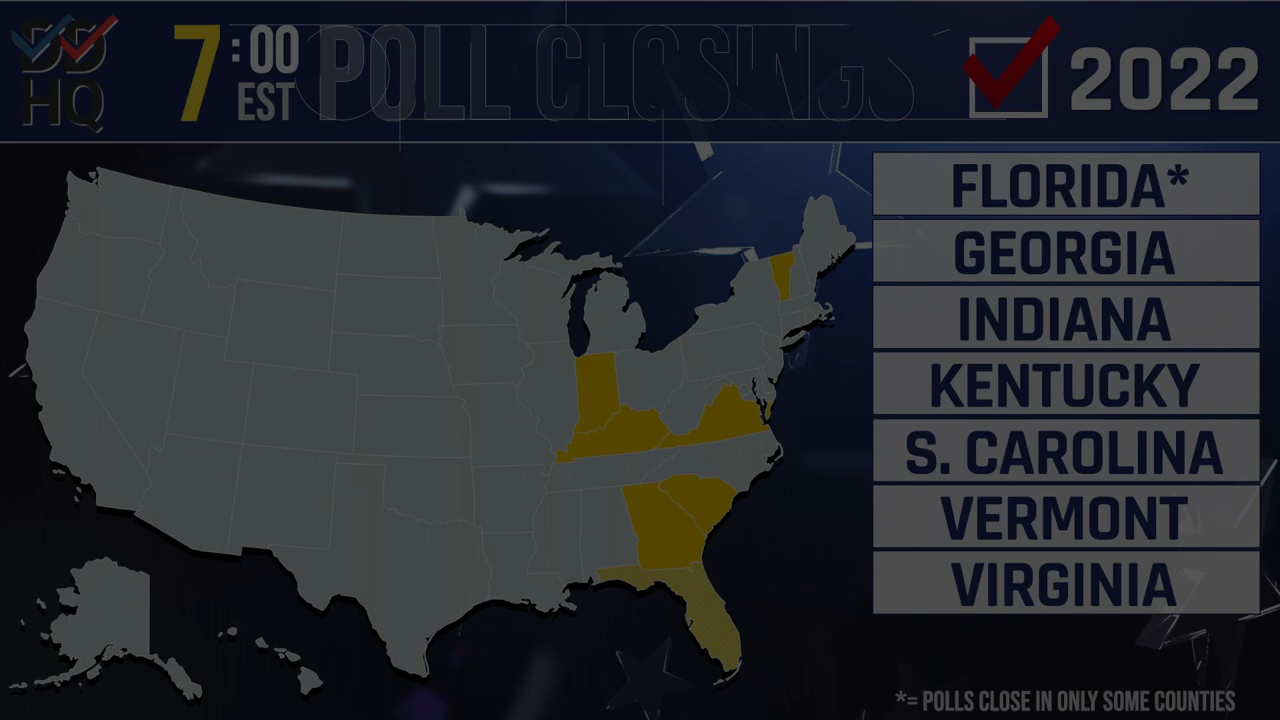 DD
HQ
7:00
EST
POLL CLOSINGS
2022
FLORIDA*
GEORGIA
INDIANA
KENTUCKY
S. CAROLINA
VERMONT
VIRGINIA
*= POLLS CLOSE IN ONLY SOME COUNTIES